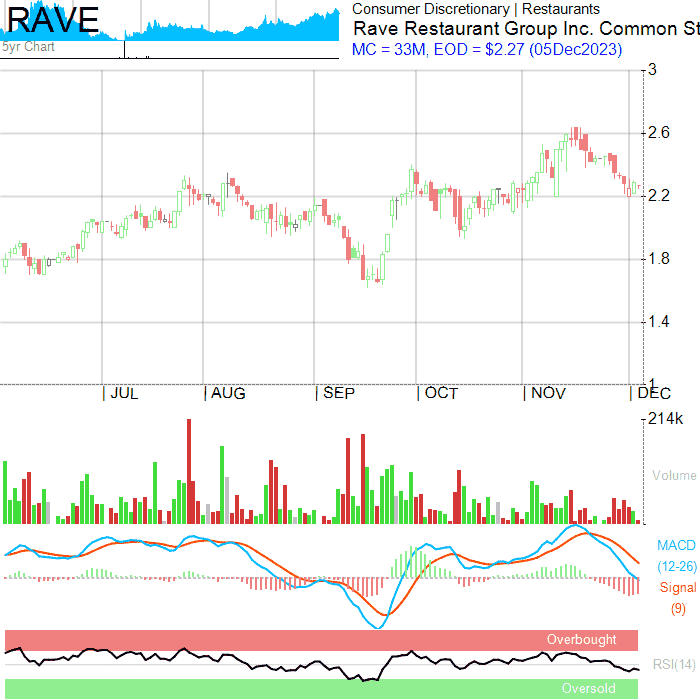 RAVE
5yr Chart
Consumer Discretionary | Restaurants
Rave Restaurant Group Inc. Common St
MC = 33M, EOD = $2.27 (05Dec2023)
3
2.6
2.2
1.8
1.4
1
| JUL | AUG | SEP | OCT | NOV | DEC
214k
Volume
MACD
(12-26)
Signal
(9)
Overbought
RSI(14)
Oversold